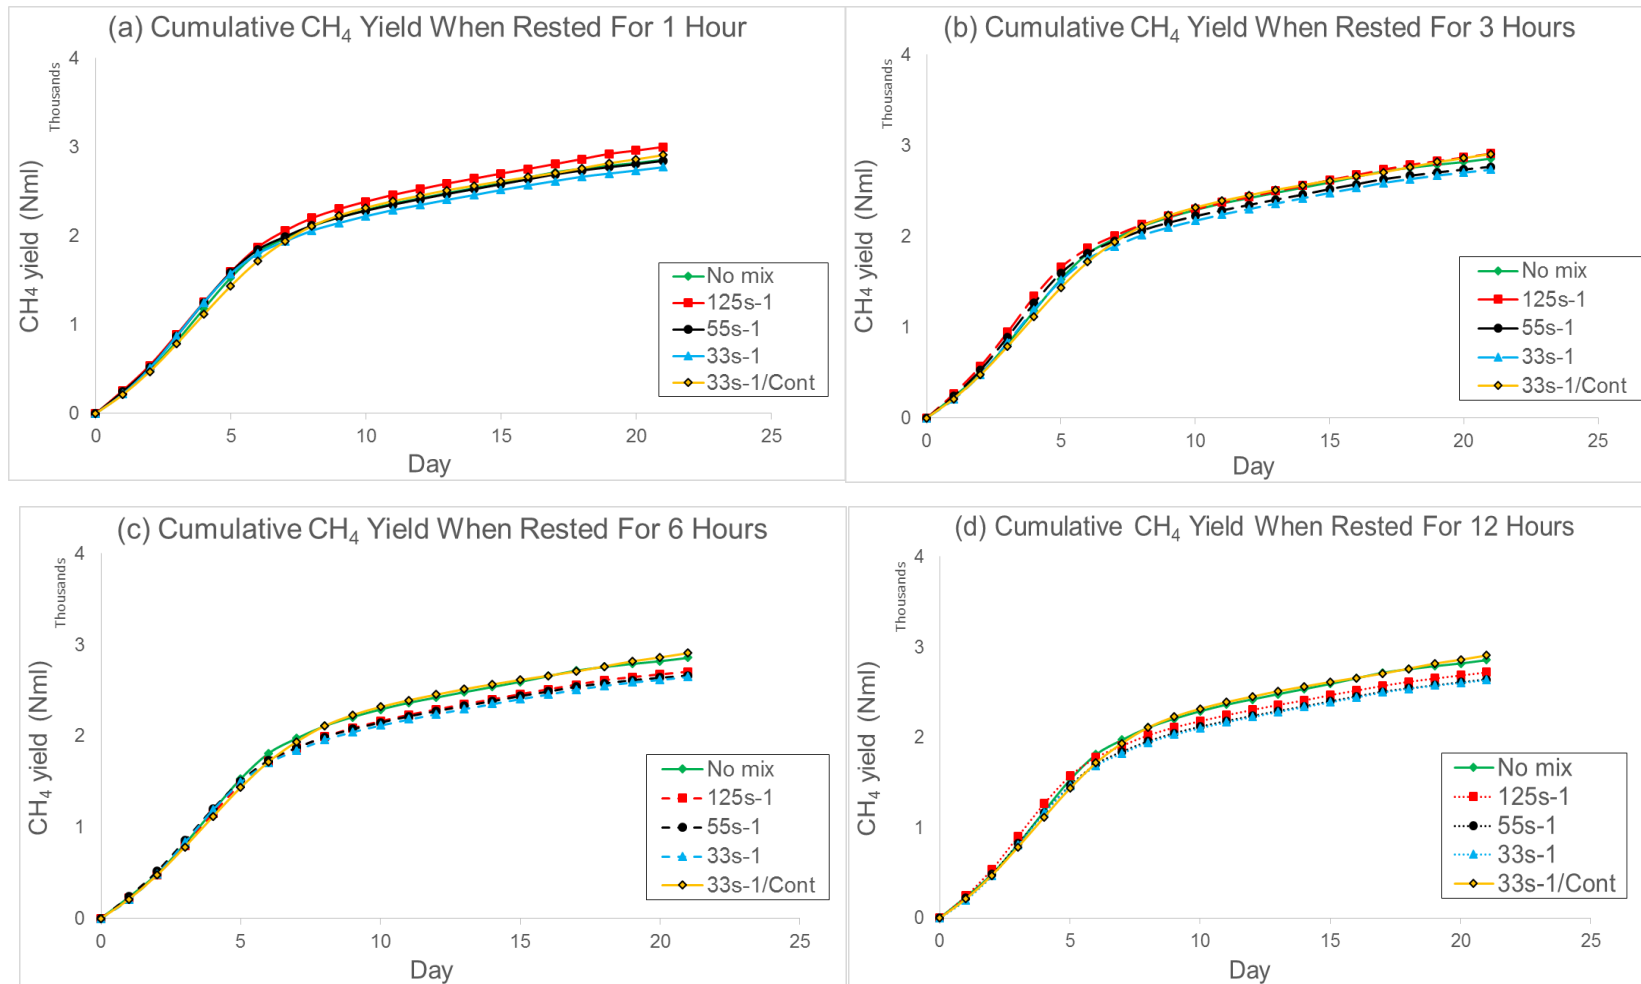 (a) Cumulative CH₄ Yield When Rested For 1 Hour
Thousands
CH₄ yield (Nml)
4
3
2
1
0
0 5 10 15 20 25
Day
No mix
125s-1
55s-1
33s-1
33s-1/Cont
(b) Cumulative CH₄ Yield When Rested For 3 Hours
Thousands
CH₄ yield (Nml)
4
3
2
1
0
0 5 10 15 20 25
Day
No mix
125s-1
55s-1
33s-1
33s-1/Cont
(c) Cumulative CH₄ Yield When Rested For 6 Hours
Thousands
CH₄ yield (Nml)
4
3
2
1
0
0 5 10 15 20 25
Day
No mix
125s-1
55s-1
33s-1
33s-1/Cont
(d) Cumulative CH₄ Yield When Rested For 12 Hours
Thousands
CH₄ yield (Nml)
4
3
2
1
0
0 5 10 15 20 25
Day
No mix
125s-1
55s-1
33s-1
33s-1/Cont